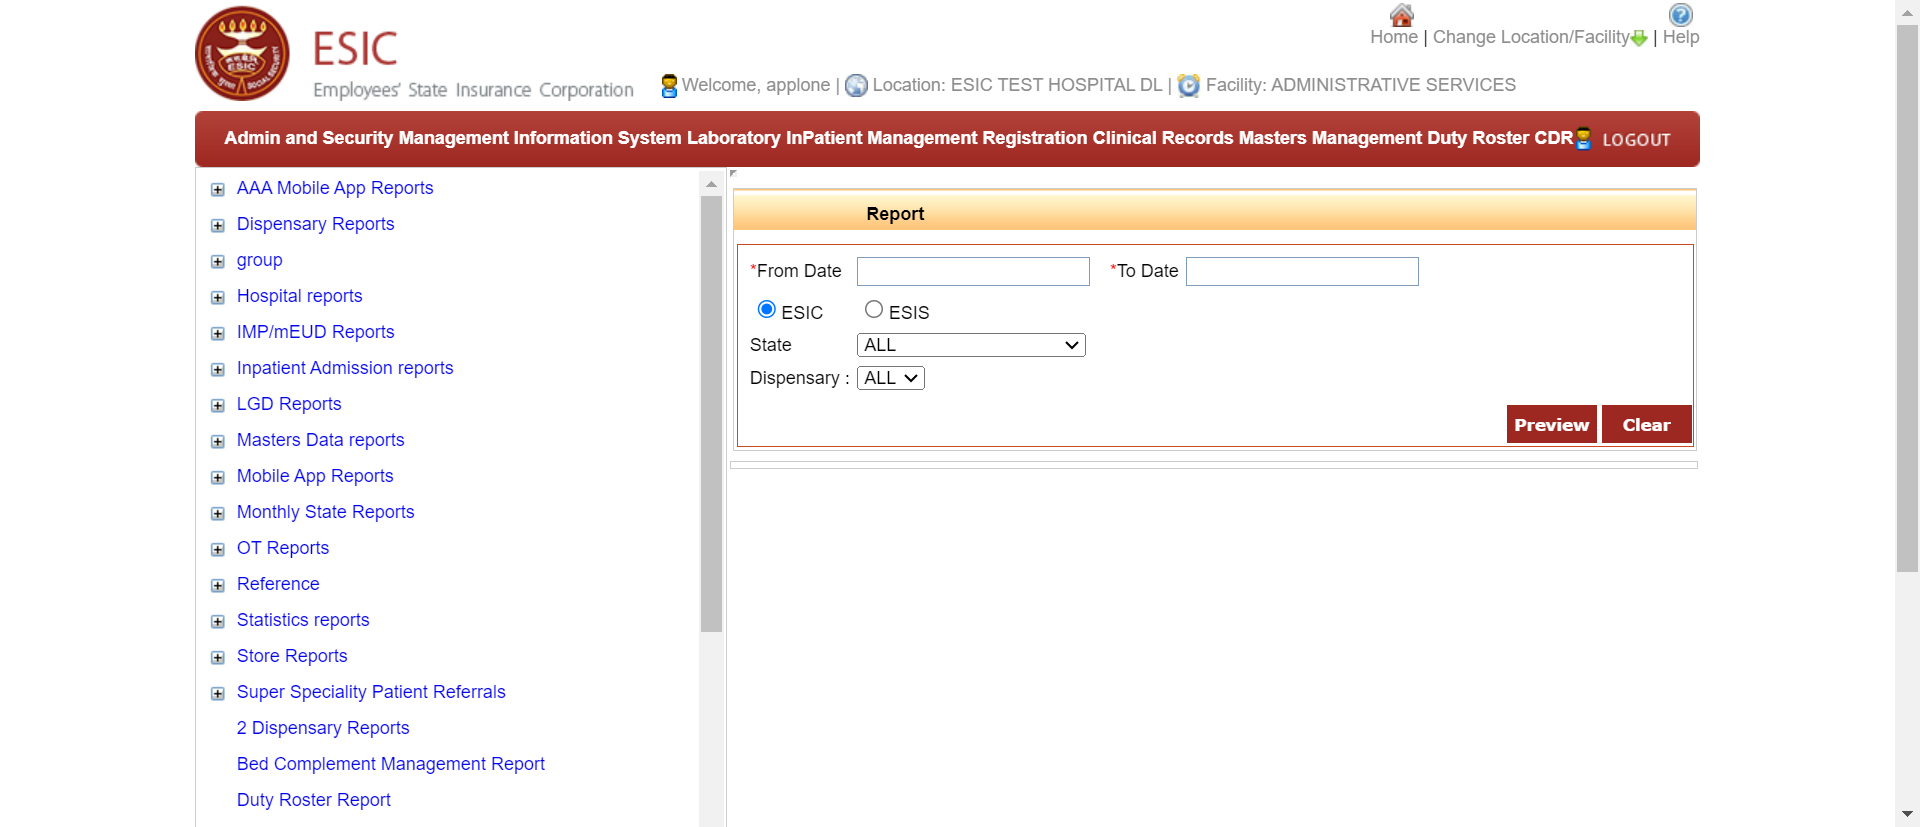 Home | Change Location/Facility | Help
ESIC
Employees' State Insurance Corporation
Welcome, applone | Location: ESIC TEST HOSPITAL DL | Facility: ADMINISTRATIVE SERVICES
Admin and Security Management Information System Laboratory InPatient Management Registration Clinical Records Masters Management Duty Roster CDR LOGOUT
AAA Mobile App Reports
Dispensary Reports
group
Hospital reports
IMP/mEUD Reports
Inpatient Admission reports
LGD Reports
Masters Data reports
Mobile App Reports
Monthly State Reports
OT Reports
Reference
Statistics reports
Store Reports
Super Speciality Patient Referrals
2 Dispensary Reports
Bed Complement Management Report
Duty Roster Report
Report
*From Date *To Date
ESIC ESIS
State ALL
Dispensary : ALL
Preview Clear